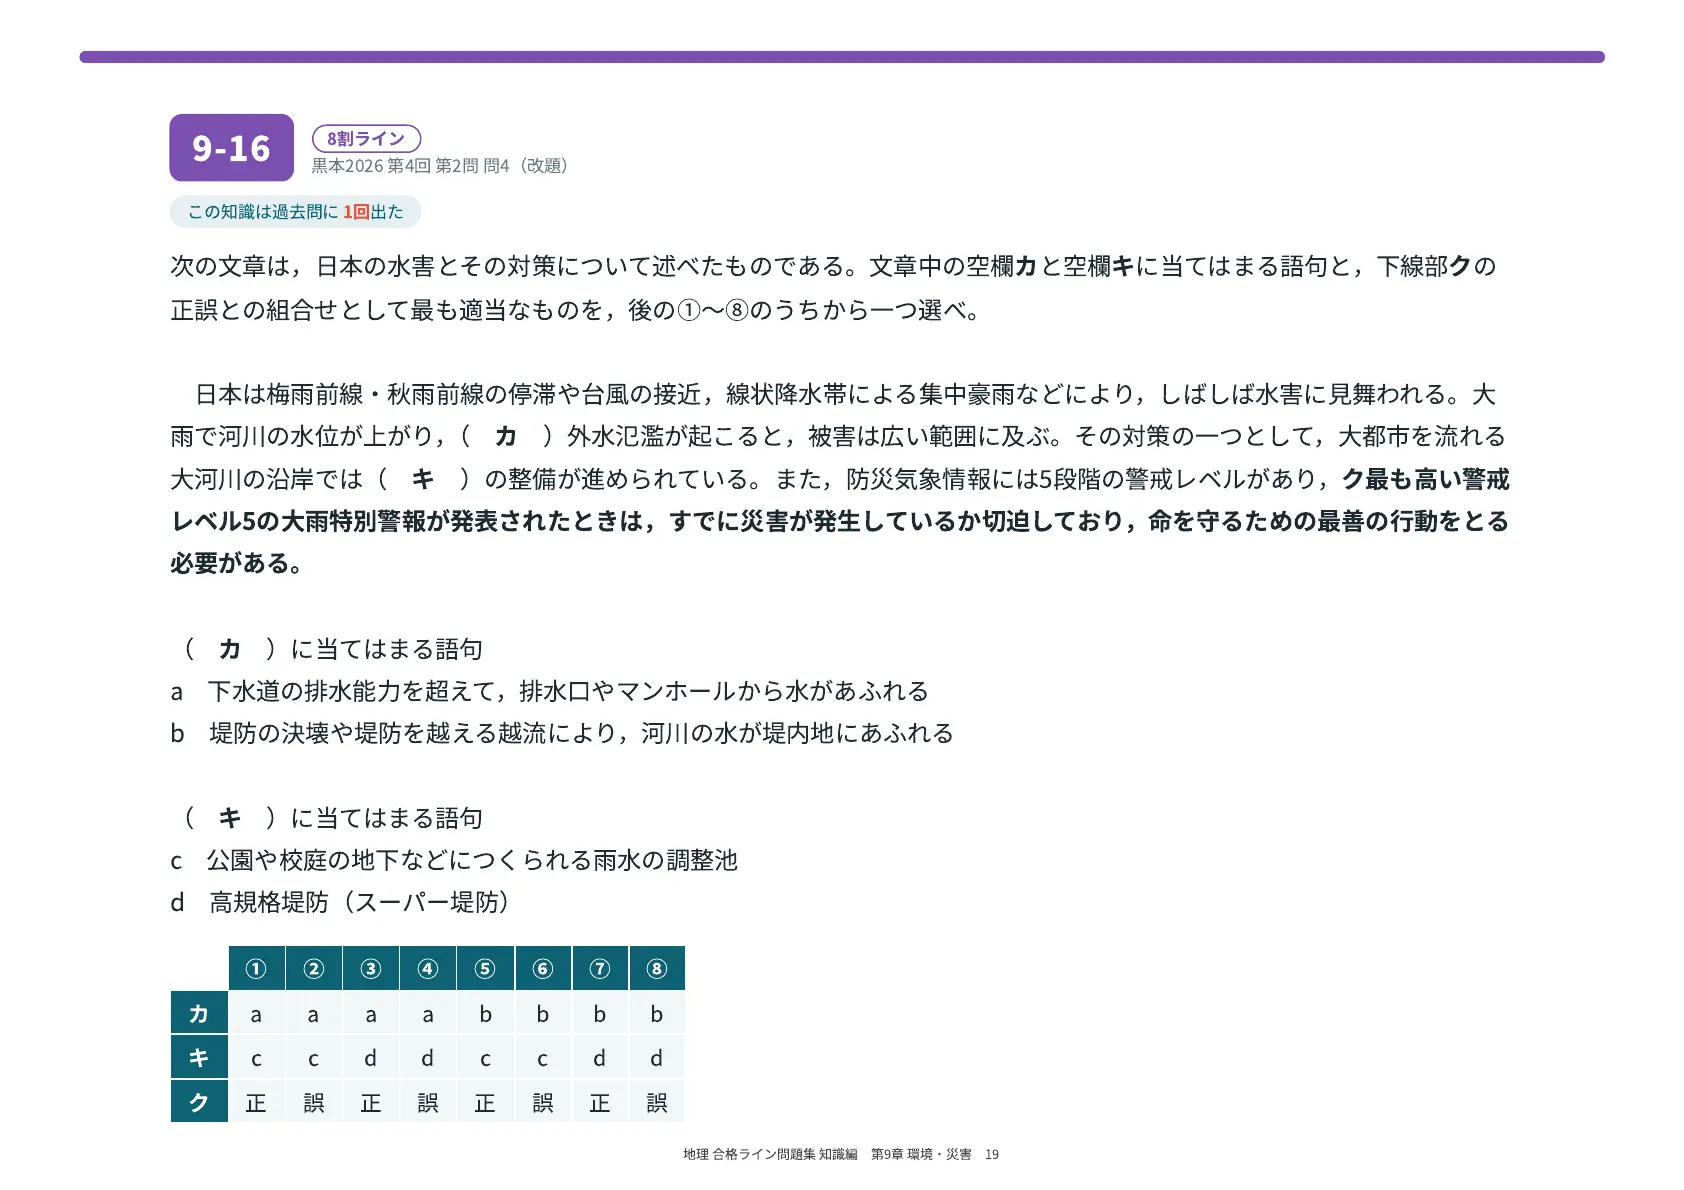 9-16
8割ライン
黒本2026 第4回 第2問 問4（改題）
この知識は過去問に 1回出た
次の文章は，日本の水害とその対策について述べたものである。文章中の空欄カと空欄キに当てはまる語句と，下線部クの
正誤との組合せとして最も適当なものを，後の①～⑧のうちから一つ選べ。
日本は梅雨前線・秋雨前線の停滞や台風の接近，線状降水帯による集中豪雨などにより，しばしば水害に見舞われる。大
雨で河川の水位が上がり，（　カ　）外水氾濫が起こると，被害は広い範囲に及ぶ。その対策の一つとして，大都市を流れる
大河川の沿岸では（　キ　）の整備が進められている。また，防災気象情報には5段階の警戒レベルがあり，ク最も高い警戒
レベル5の大雨特別警報が発表されたときは，すでに災害が発生しているか切迫しており，命を守るための最善の行動をとる
必要がある。
（　カ　）に当てはまる語句
a　下水道の排水能力を超えて，排水口やマンホールから水があふれる
b　堤防の決壊や堤防を越える越流により，河川の水が堤内地にあふれる
（　キ　）に当てはまる語句
c　公園や校庭の地下などにつくられる雨水の調整池
d　高規格堤防（スーパー堤防）
① ② ③ ④ ⑤ ⑥ ⑦ ⑧
カ a a a a b b b b
キ c c d d c c d d
ク 正 誤 正 誤 正 誤 正 誤
地理 合格ライン問題集 知識編　第9章 環境・災害　19